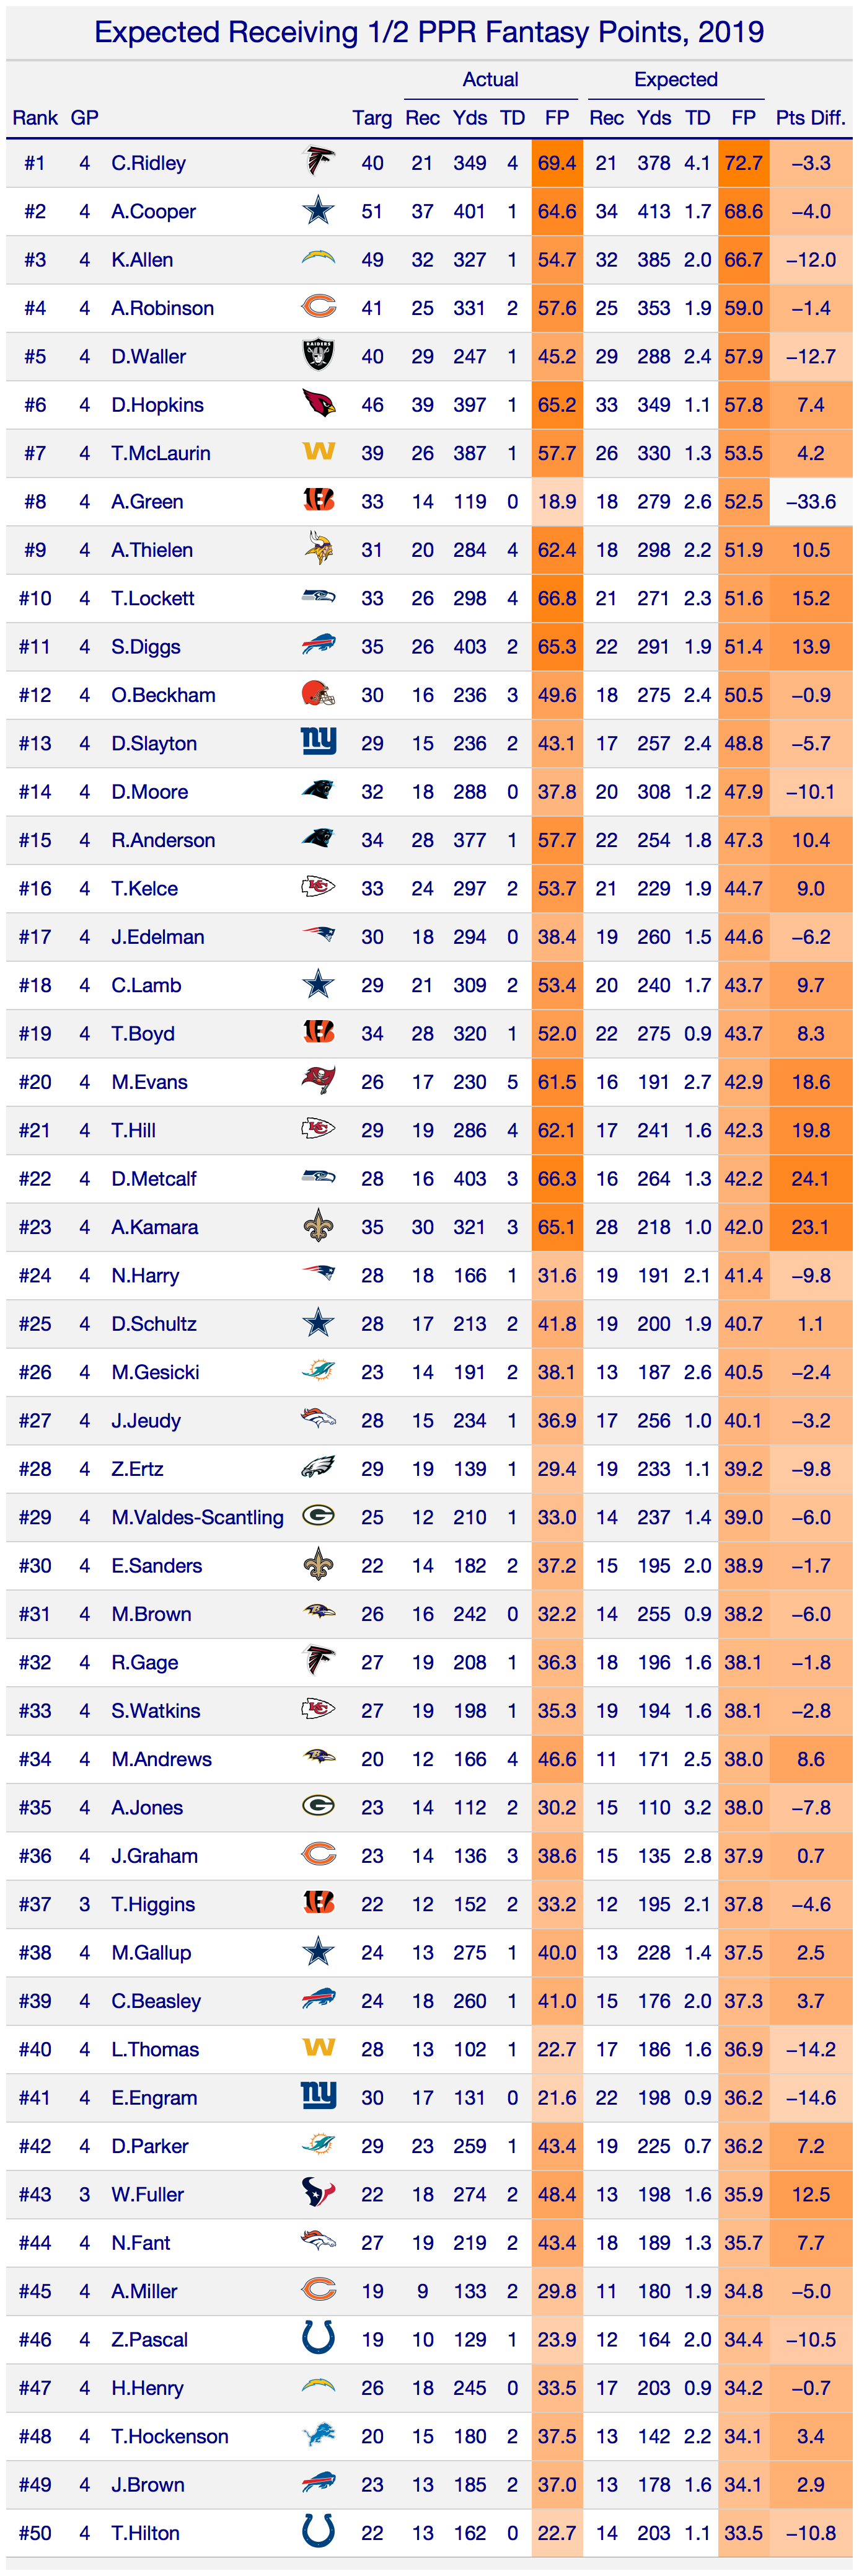 Expected Receiving 1/2 PPR Fantasy Points, 2019
Actual Expected
Rank GP Targ Rec Yds TD FP Rec Yds TD FP Pts Diff.
#1 4 C.Ridley 40 21 349 4 69.4 21 378 4.1 72.7 −3.3
#2 4 A.Cooper 51 37 401 1 64.6 34 413 1.7 68.6 −4.0
#3 4 K.Allen 49 32 327 1 54.7 32 385 2.0 66.7 −12.0
#4 4 A.Robinson 41 25 331 2 57.6 25 353 1.9 59.0 −1.4
#5 4 D.Waller RAIDERS 40 29 247 1 45.2 29 288 2.4 57.9 −12.7
#6 4 D.Hopkins 46 39 397 1 65.2 33 349 1.1 57.8 7.4
#7 4 T.McLaurin W 39 26 387 1 57.7 26 330 1.3 53.5 4.2
#8 4 A.Green 33 14 119 0 18.9 18 279 2.6 52.5 −33.6
#9 4 A.Thielen 31 20 284 4 62.4 18 298 2.2 51.9 10.5
#10 4 T.Lockett 33 26 298 4 66.8 21 271 2.3 51.6 15.2
#11 4 S.Diggs 35 26 403 2 65.3 22 291 1.9 51.4 13.9
#12 4 O.Beckham 30 16 236 3 49.6 18 275 2.4 50.5 −0.9
#13 4 D.Slayton ny 29 15 236 2 43.1 17 257 2.4 48.8 −5.7
#14 4 D.Moore 32 18 288 0 37.8 20 308 1.2 47.9 −10.1
#15 4 R.Anderson 34 28 377 1 57.7 22 254 1.8 47.3 10.4
#16 4 T.Kelce KC 33 24 297 2 53.7 21 229 1.9 44.7 9.0
#17 4 J.Edelman 30 18 294 0 38.4 19 260 1.5 44.6 −6.2
#18 4 C.Lamb 29 21 309 2 53.4 20 240 1.7 43.7 9.7
#19 4 T.Boyd 34 28 320 1 52.0 22 275 0.9 43.7 8.3
#20 4 M.Evans 26 17 230 5 61.5 16 191 2.7 42.9 18.6
#21 4 T.Hill KC 29 19 286 4 62.1 17 241 1.6 42.3 19.8
#22 4 D.Metcalf 28 16 403 3 66.3 16 264 1.3 42.2 24.1
#23 4 A.Kamara 35 30 321 3 65.1 28 218 1.0 42.0 23.1
#24 4 N.Harry 28 18 166 1 31.6 19 191 2.1 41.4 −9.8
#25 4 D.Schultz 28 17 213 2 41.8 19 200 1.9 40.7 1.1
#26 4 M.Gesicki 23 14 191 2 38.1 13 187 2.6 40.5 −2.4
#27 4 J.Jeudy 28 15 234 1 36.9 17 256 1.0 40.1 −3.2
#28 4 Z.Ertz 29 19 139 1 29.4 19 233 1.1 39.2 −9.8
#29 4 M.Valdes-Scantling G 25 12 210 1 33.0 14 237 1.4 39.0 −6.0
#30 4 E.Sanders 22 14 182 2 37.2 15 195 2.0 38.9 −1.7
#31 4 M.Brown 26 16 242 0 32.2 14 255 0.9 38.2 −6.0
#32 4 R.Gage 27 19 208 1 36.3 18 196 1.6 38.1 −1.8
#33 4 S.Watkins KC 27 19 198 1 35.3 19 194 1.6 38.1 −2.8
#34 4 M.Andrews 20 12 166 4 46.6 11 171 2.5 38.0 8.6
#35 4 A.Jones G 23 14 112 2 30.2 15 110 3.2 38.0 −7.8
#36 4 J.Graham 23 14 136 3 38.6 15 135 2.8 37.9 0.7
#37 3 T.Higgins 22 12 152 2 33.2 12 195 2.1 37.8 −4.6
#38 4 M.Gallup 24 13 275 1 40.0 13 228 1.4 37.5 2.5
#39 4 C.Beasley 24 18 260 1 41.0 15 176 2.0 37.3 3.7
#40 4 L.Thomas W 28 13 102 1 22.7 17 186 1.6 36.9 −14.2
#41 4 E.Engram ny 30 17 131 0 21.6 22 198 0.9 36.2 −14.6
#42 4 D.Parker 29 23 259 1 43.4 19 225 0.7 36.2 7.2
#43 3 W.Fuller 22 18 274 2 48.4 13 198 1.6 35.9 12.5
#44 4 N.Fant 27 19 219 2 43.4 18 189 1.3 35.7 7.7
#45 4 A.Miller 19 9 133 2 29.8 11 180 1.9 34.8 −5.0
#46 4 Z.Pascal 19 10 129 1 23.9 12 164 2.0 34.4 −10.5
#47 4 H.Henry 26 18 245 0 33.5 17 203 0.9 34.2 −0.7
#48 4 T.Hockenson 20 15 180 2 37.5 13 142 2.2 34.1 3.4
#49 4 J.Brown 23 13 185 2 37.0 13 178 1.6 34.1 2.9
#50 4 T.Hilton 22 13 162 0 22.7 14 203 1.1 33.5 −10.8